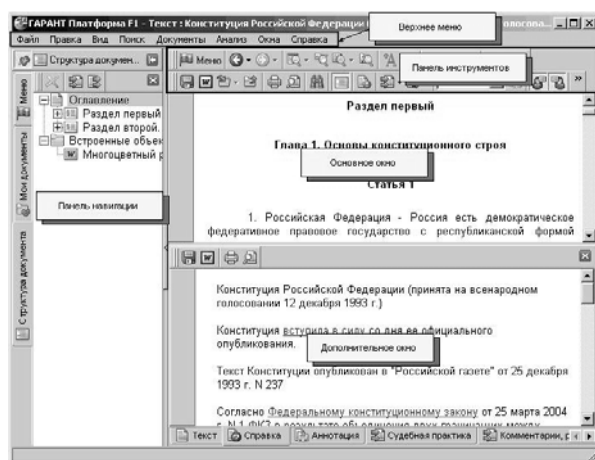 ГАРАНТ Платформа F1 - Текст : Конституция Российской Федерации
Верхнее меню
Файл Правка Вид Поиск Документы Анализ Окна Справка
Структура докумен...
Меню
Панель инструментов
Меню
Мои документы
Структура документа
Оглавление
Раздел первый
Раздел второй.
Встроенные объек
Многоцветный р
Панель навигации
Раздел первый
Глава 1. Основы конституционного строя
Основное окно
Статья 1
1. Российская Федерация - Россия есть демократическое
федеративное правовое государство с республиканской формой
Конституция Российской Федерации (принята на всенародном
голосовании 12 декабря 1993 г.)
Конституция вступила в силу со дня ее официального
опубликования.
Дополнительное окно
Текст Конституции опубликован в "Российской газете" от 25 декабря
1993 г. N 237
Согласно Федеральному конституционному закону от 25 марта 2004
г. N 1-ФКЗ
Текст Справка Аннотация Судебная практика Комментарии, р